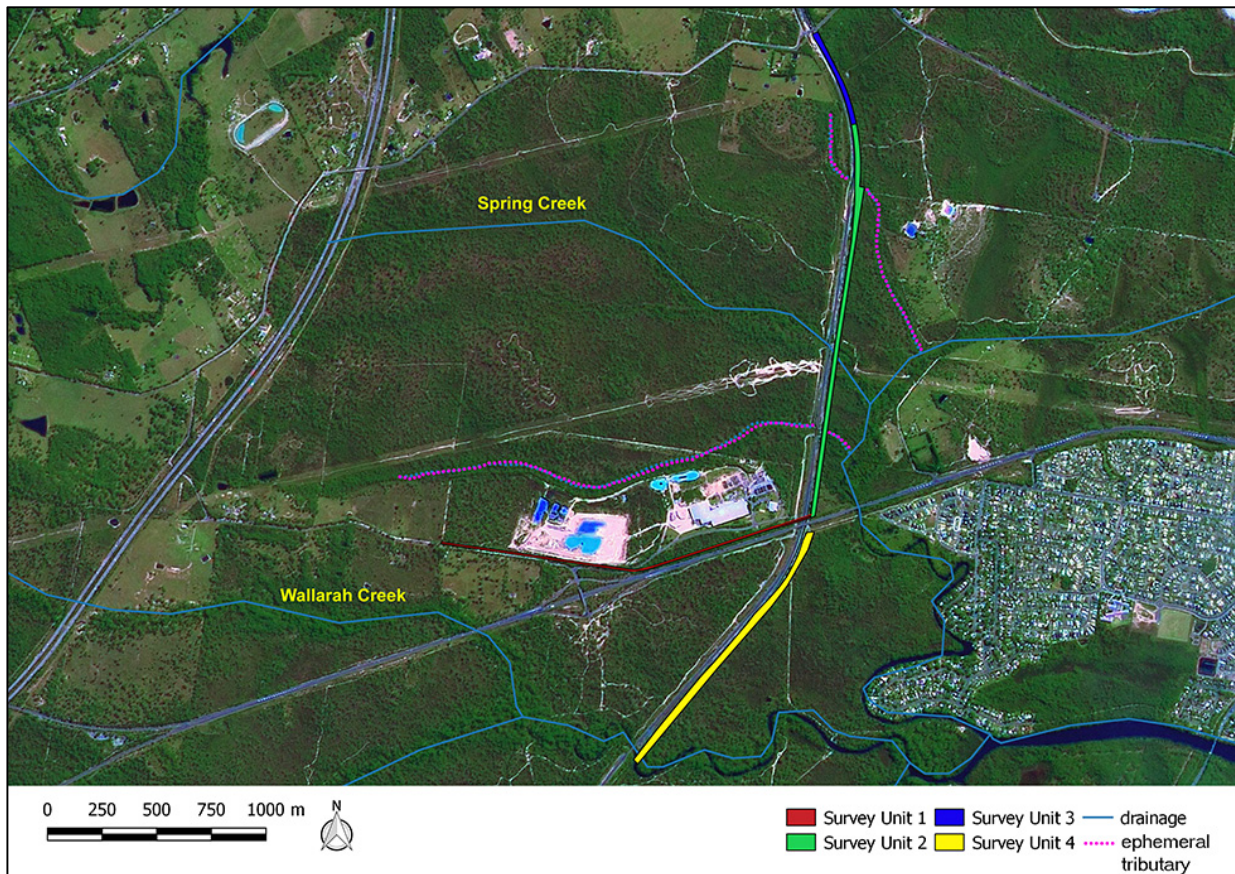 Spring Creek
Wallarah Creek
0 250 500 750 1000 m
N
Survey Unit 1
Survey Unit 2
Survey Unit 3
Survey Unit 4
drainage
ephemeral
tributary